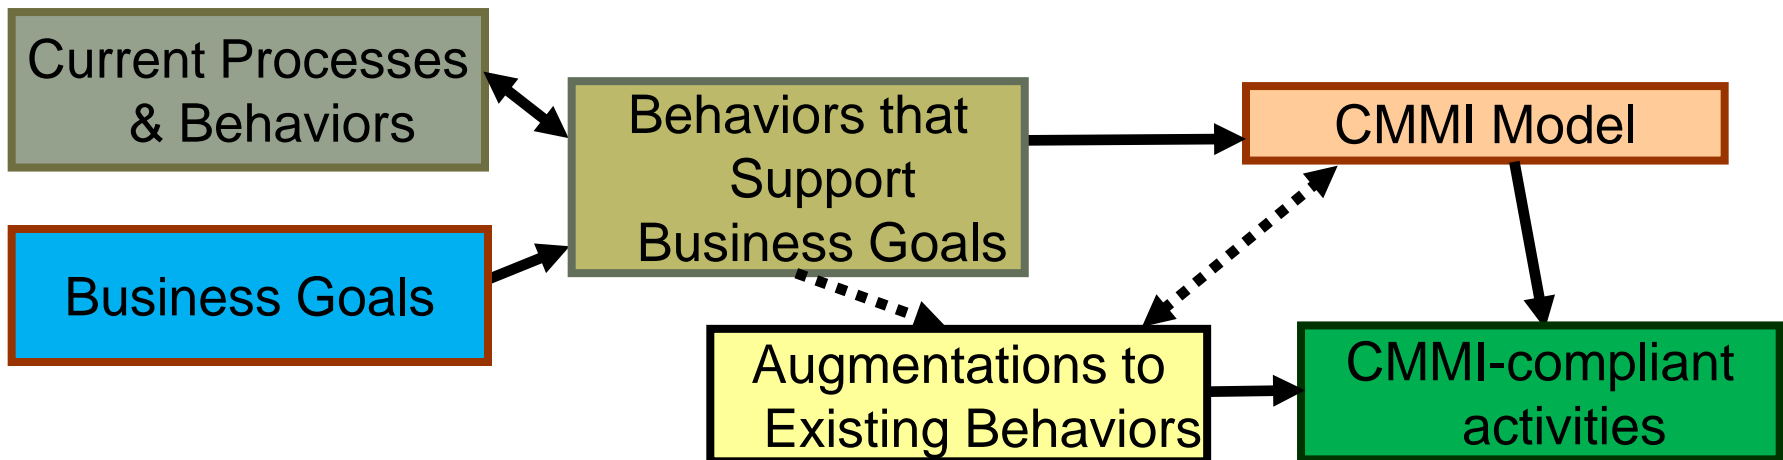 Current Processes
& Behaviors
Business Goals
Behaviors that
Support
Business Goals
CMMI Model
Augmentations to
Existing Behaviors
CMMI-compliant
activities